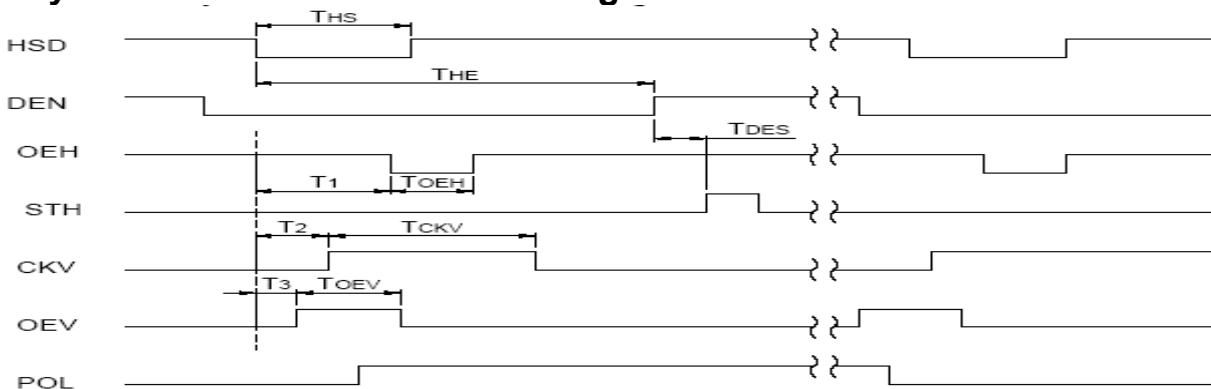 THS
HSD
THE
DEN
TDES
OEH
T1 TOEH
STH
T2 TCKV
CKV
T3 TOEV
OEV
POL